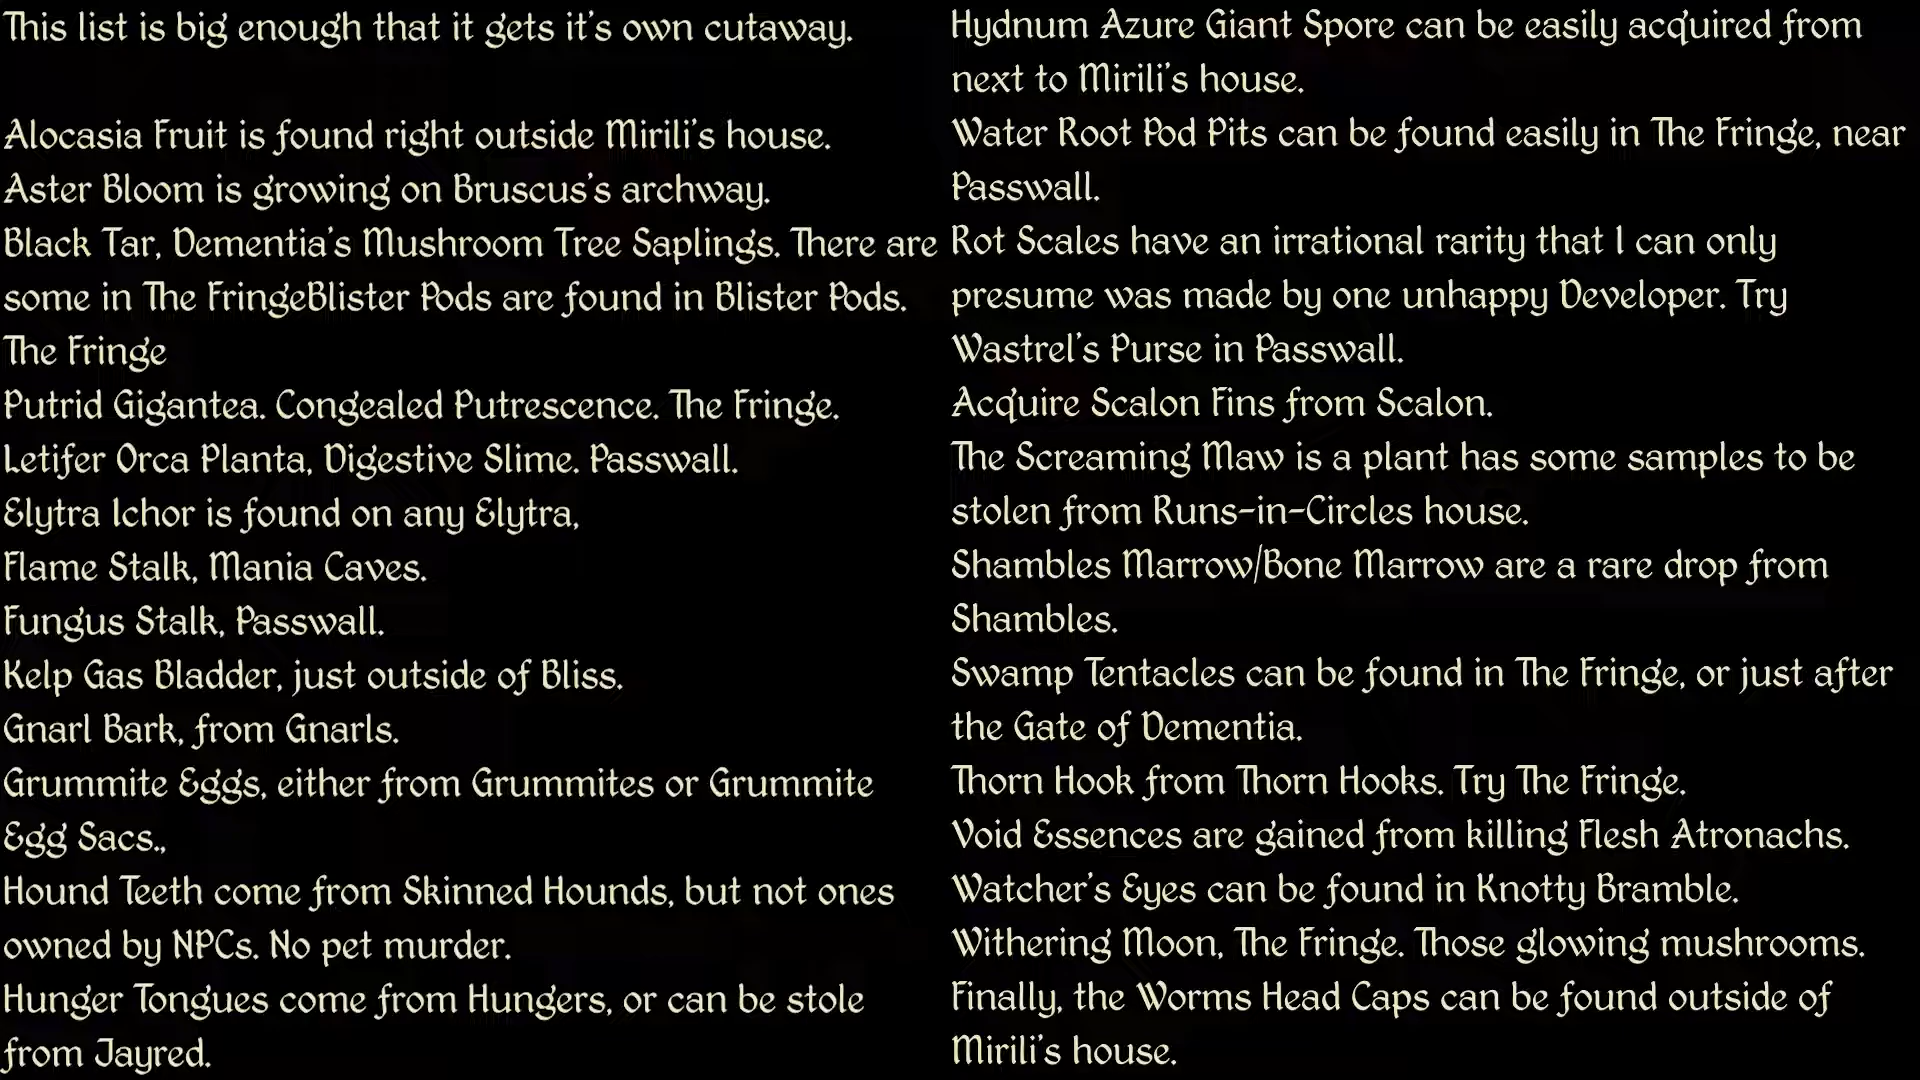 This list is big enough that it gets it's own cutaway.
Alocasia Fruit is found right outside Mirili's house.
Aster Bloom is growing on Bruscus's archway.
Black Tar, Dementia's Mushroom Tree Saplings. There are
some in The FringeBlister Pods are found in Blister Pods.
The Fringe
Putrid Gigantea. Congealed Putrescence. The Fringe.
Letifer Orca Planta, Digestive Slime. Passwall.
Elytra Ichor is found on any Elytra,
Flame Stalk, Mania Caves.
Fungus Stalk, Passwall.
Kelp Gas Bladder, just outside of Bliss.
Gnarl Bark, from Gnarls.
Grummite Eggs, either from Grummites or Grummite
Egg Sacs.,
Hound Teeth come from Skinned Hounds, but not ones
owned by NPCs. No pet murder.
Hunger Tongues come from Hungers, or can be stole
from Jayred.
Hydnum Azure Giant Spore can be easily acquired from
next to Mirili's house.
Water Root Pod Pits can be found easily in The Fringe, near
Passwall.
Rot Scales have an irrational rarity that I can only
presume was made by one unhappy Developer. Try
Wastrel's Purse in Passwall.
Acquire Scalon Fins from Scalon.
The Screaming Maw is a plant has some samples to be
stolen from Runs-in-Circles house.
Shambles Marrow/Bone Marrow are a rare drop from
Shambles.
Swamp Tentacles can be found in The Fringe, or just after
the Gate of Dementia.
Thorn Hook from Thorn Hooks. Try The Fringe.
Void Essences are gained from killing Flesh Atronachs.
Watcher's Eyes can be found in Knotty Bramble.
Withering Moon, The Fringe. Those glowing mushrooms.
Finally, the Worms Head Caps can be found outside of
Mirili's house.